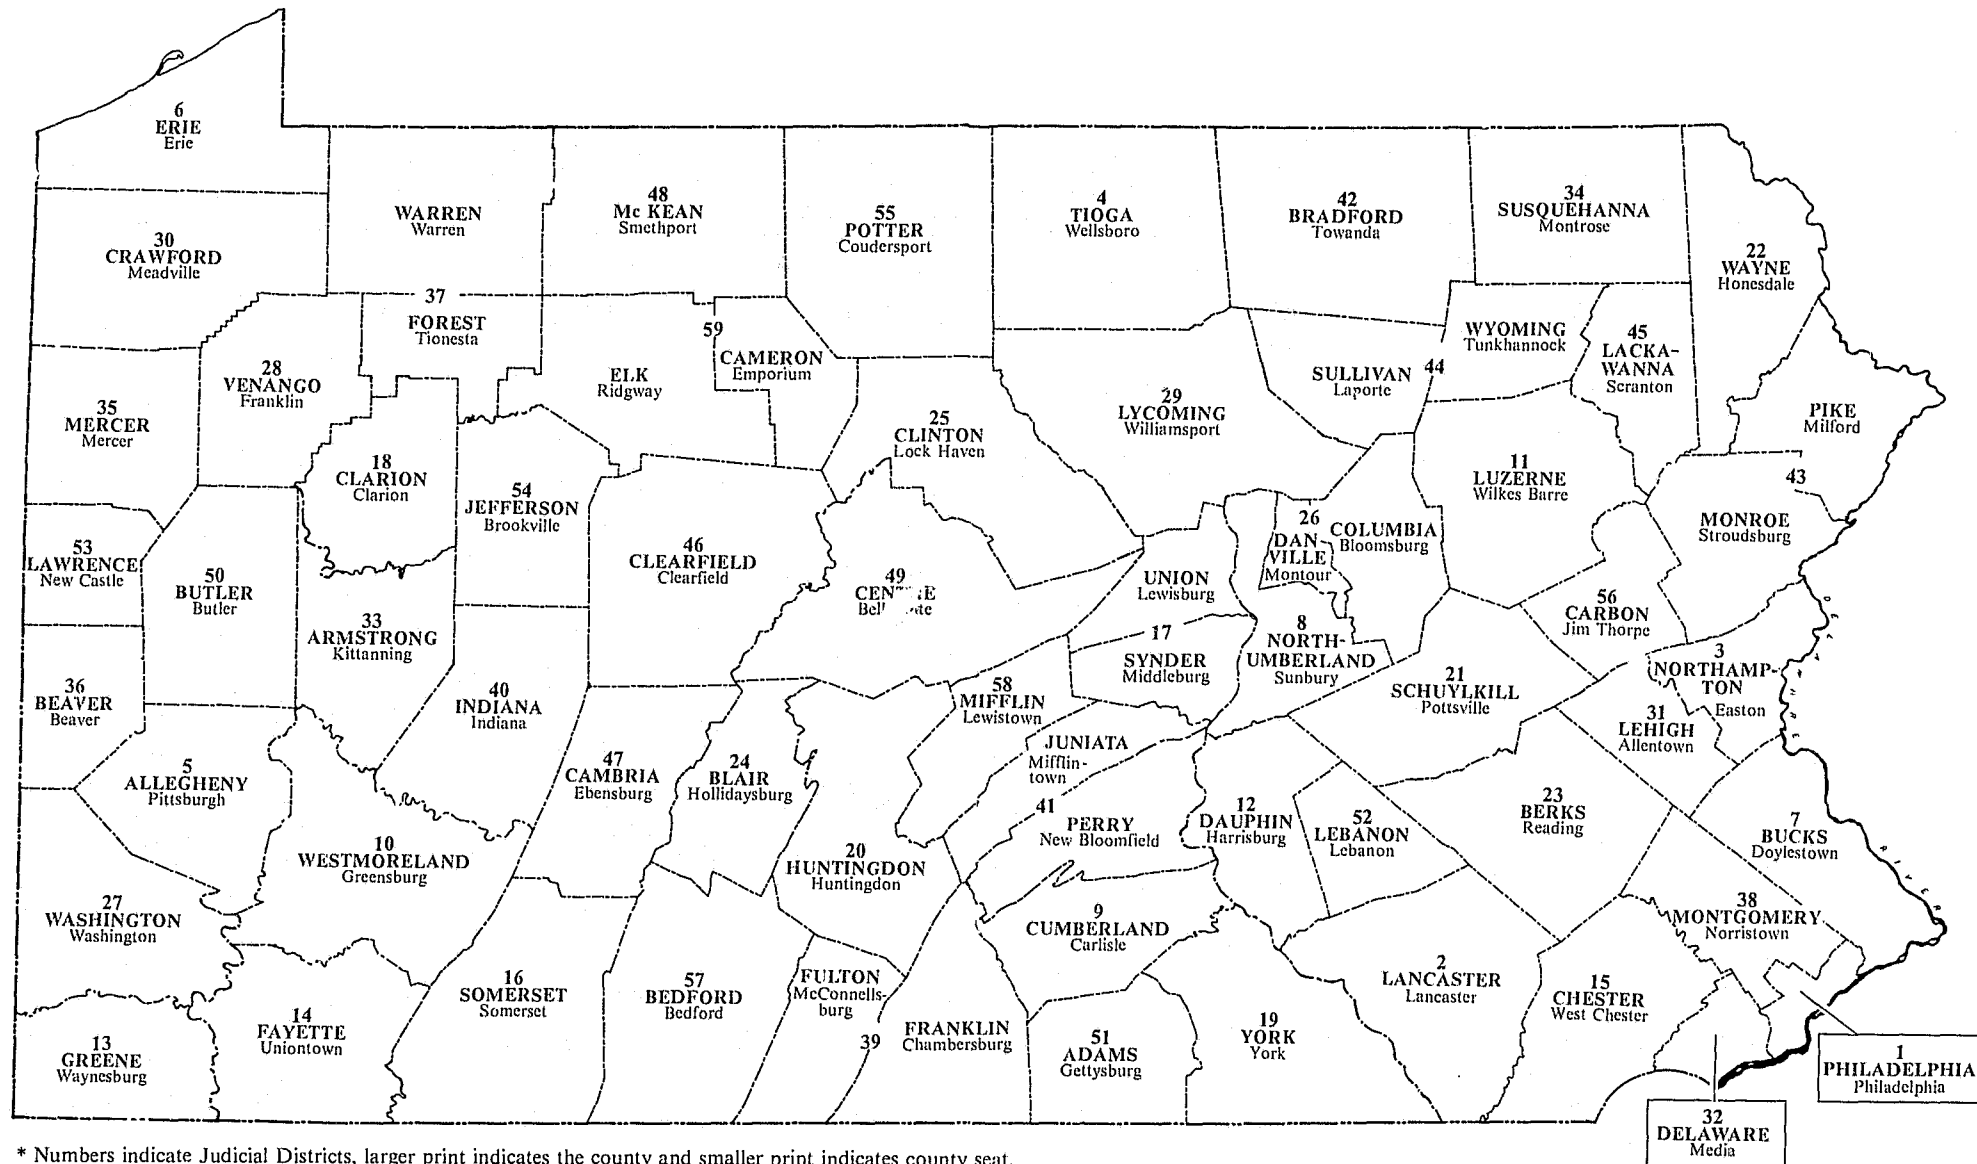 6
ERIE
Erie
WARREN
Warren
48
Mc KEAN
Smethport
55
POTTER
Coudersport
4
TIOGA
Wellsboro
42
BRADFORD
Towanda
34
SUSQUEHANNA
Montrose
22
WAYNE
Honesdale
30
CRAWFORD
Meadville
37
FOREST
Tionesta
59
CAMERON
Emporium
ELK
Ridgway
WYOMING
Tunkhannock
45
LACKA-
WANNA
Scranton
44
SULLIVAN
Laporte
28
VENANGO
Franklin
35
MERCER
Mercer
29
LYCOMING
Williamsport
25
CLINTON
Lock Haven
PIKE
Milford
43
MONROE
Stroudsburg
18
CLARION
Clarion
54
JEFFERSON
Brookville
11
LUZERNE
Wilkes Barre
26
COLUMBIA
Bloomsburg
DAN
VILLE
Montour
53
LAWRENCE
New Castle
50
BUTLER
Butler
46
CLEARFIELD
Clearfield
49
UNION
Lewisburg
17
SYNDER
Middleburg
8
NORTH-
UMBERLAND
Sunbury
56
CARBON
Jim Thorpe
33
ARMSTRONG
Kittanning
36
BEAVER
Beaver
40
INDIANA
Indiana
58
MIFFLIN
Lewistown
21
SCHUYLKILL
Pottsville
3
NORTHAMP-
TON
Easton
31
LEHIGH
Allentown
5
ALLEGHENY
Pittsburgh
47
CAMBRIA
Ebensburg
24
BLAIR
Hollidaysburg
JUNIATA
Mifflin-
town
41
PERRY
New Bloomfield
12
DAUPHIN
Harrisburg
52
LEBANON
Lebanon
23
BERKS
Reading
7
BUCKS
Doylestown
10
WESTMORELAND
Greensburg
20
HUNTINGDON
Huntingdon
27
WASHINGTON
Washington
9
CUMBERLAND
Carlisle
38
MONTGOMERY
Norristown
16
SOMERSET
Somerset
57
BEDFORD
Bedford
FULTON
McConnells-
burg
39
FRANKLIN
Chambersburg
2
LANCASTER
Lancaster
15
CHESTER
West Chester
14
FAYETTE
Uniontown
13
GREENE
Waynesburg
51
ADAMS
Gettysburg
19
YORK
York
1
PHILADELPHIA
Philadelphia
32
DELAWARE
Media
DELAWARE
RIVER
* Numbers indicate Judicial Districts, larger print indicates the county and smaller print indicates county seat.